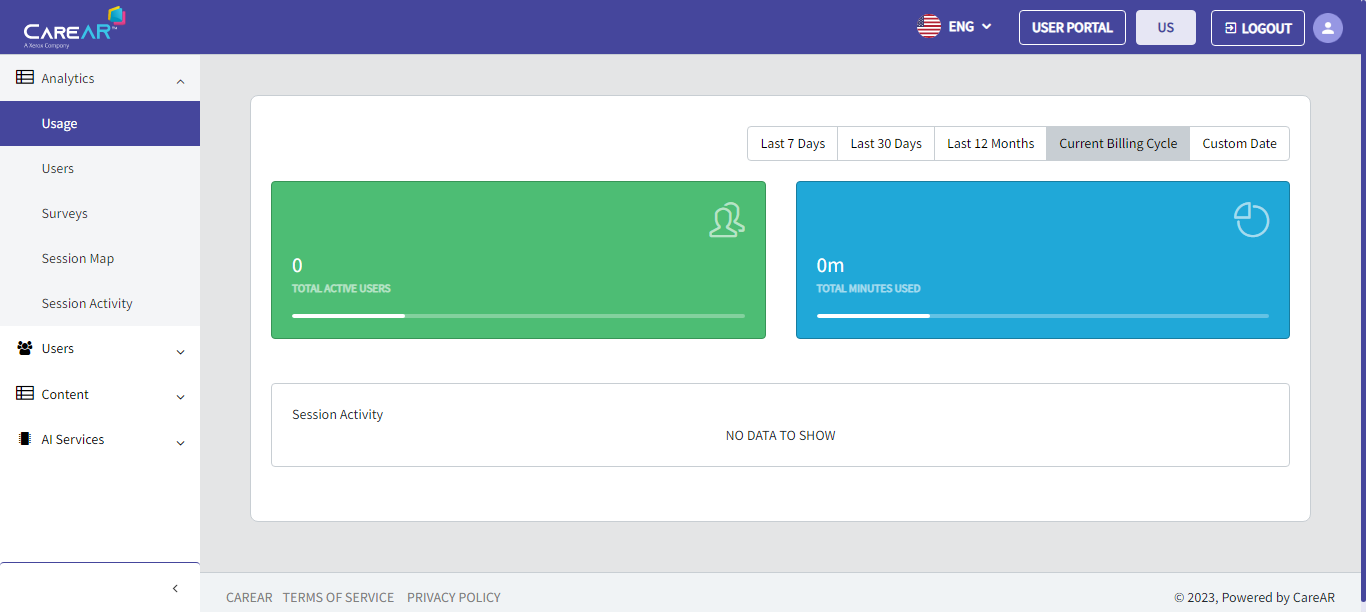 CAREAR™
A Xerox Company
ENG
USER PORTAL
US
LOGOUT
Analytics
Usage
Users
Surveys
Session Map
Session Activity
Users
Content
AI Services
Last 7 Days
Last 30 Days
Last 12 Months
Current Billing Cycle
Custom Date
0
TOTAL ACTIVE USERS
0m
TOTAL MINUTES USED
Session Activity
NO DATA TO SHOW
CAREAR
TERMS OF SERVICE
PRIVACY POLICY
© 2023, Powered by CareAR